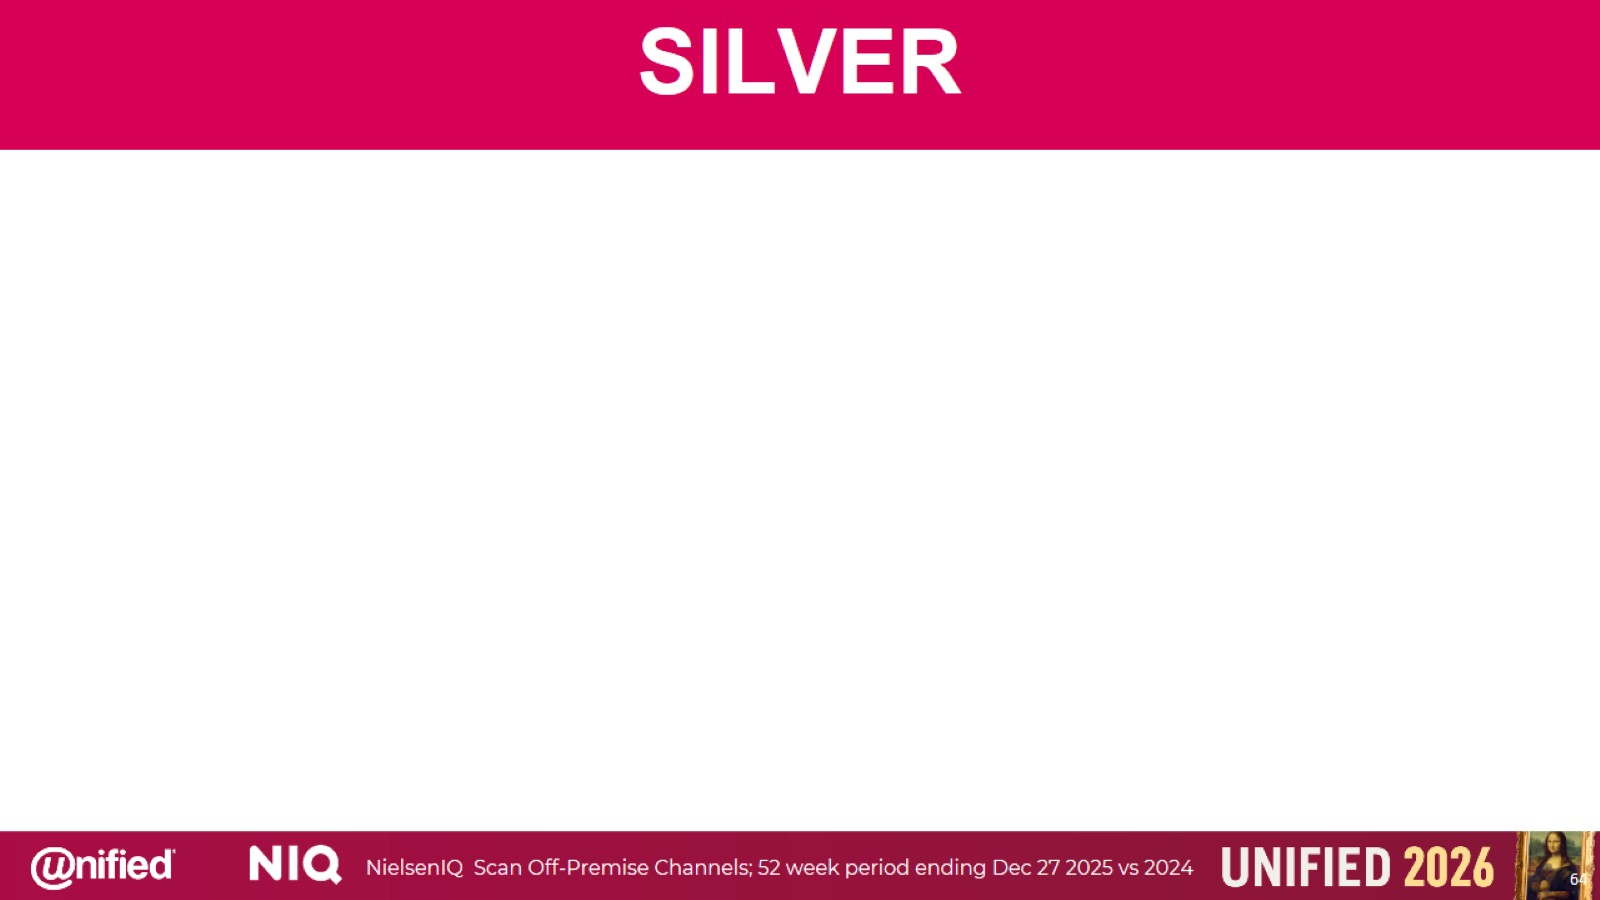 SILVER
@unified®
NIQ
NielsenIQ Scan Off-Premise Channels; 52 week period ending Dec 27 2025 vs 2024
UNIFIED 2026
64